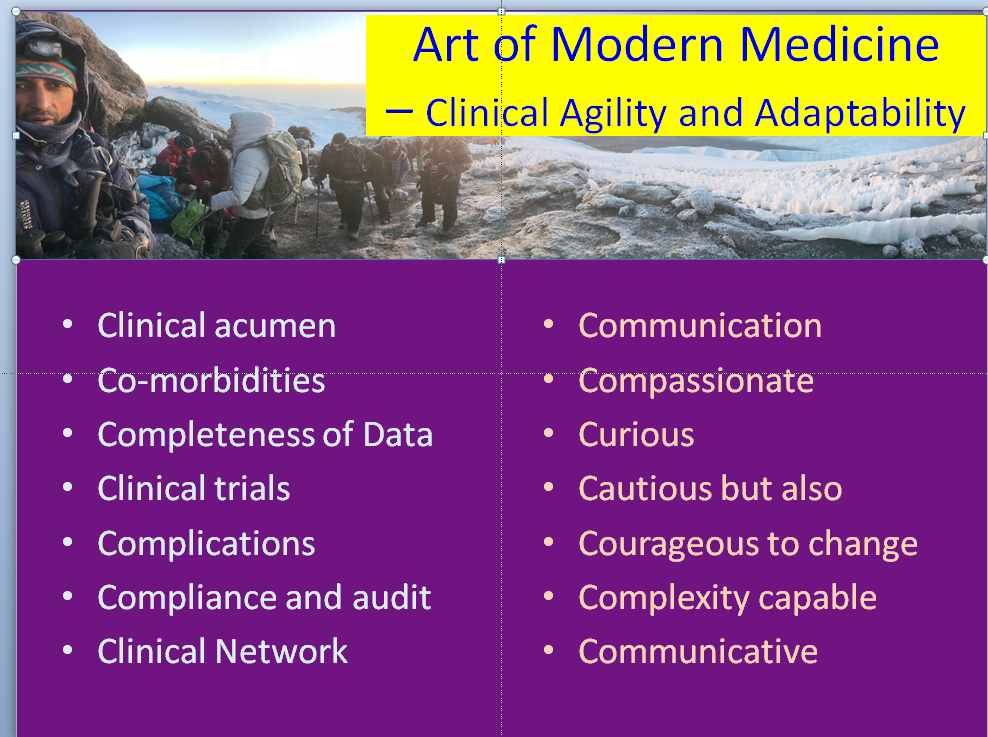 Art of Modern Medicine
– Clinical Agility and Adaptability
• Clinical acumen
• Co-morbidities
• Completeness of Data
• Clinical trials
• Complications
• Compliance and audit
• Clinical Network
• Communication
• Compassionate
• Curious
• Cautious but also
• Courageous to change
• Complexity capable
• Communicative